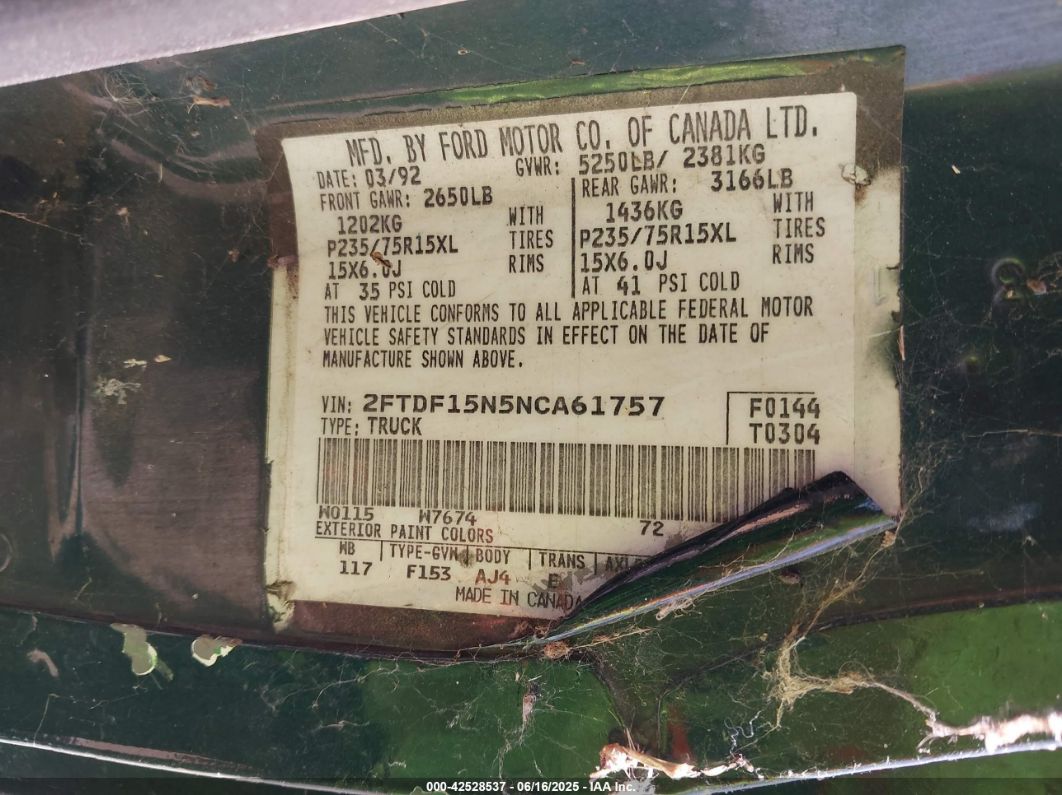 MFD. BY FORD MOTOR CO. OF CANADA LTD.
DATE: 03/92 GVWR: 5250LB/ 2381KG
FRONT GAWR: 2650LB REAR GAWR: 3166LB
1202KG WITH 1436KG WITH
P235/75R15XL TIRES P235/75R15XL TIRES
15X6.0J RIMS 15X6.0J RIMS
AT 35 PSI COLD AT 41 PSI COLD
THIS VEHICLE CONFORMS TO ALL APPLICABLE FEDERAL MOTOR
VEHICLE SAFETY STANDARDS IN EFFECT ON THE DATE OF
MANUFACTURE SHOWN ABOVE.
VIN: 2FTDF15N5NCA61757 F0144
TYPE: TRUCK T0304
W0115 W7674 72
EXTERIOR PAINT COLORS
WB TYPE-GVW BODY TRANS
117 F153 AJ4 E
MADE IN CANADA
000-42528537 - 06/16/2025 - IAA Inc.